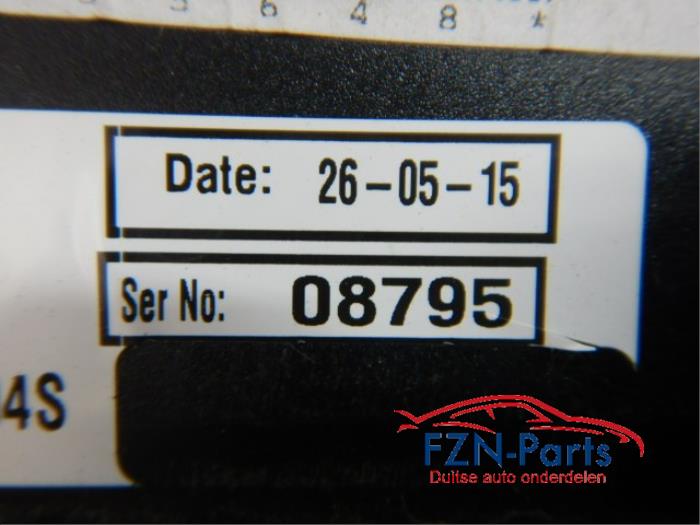 6 4 8 *
Date: 26-05-15
Ser No: 08795
4S
FZN-Parts
Duitse auto onderdelen